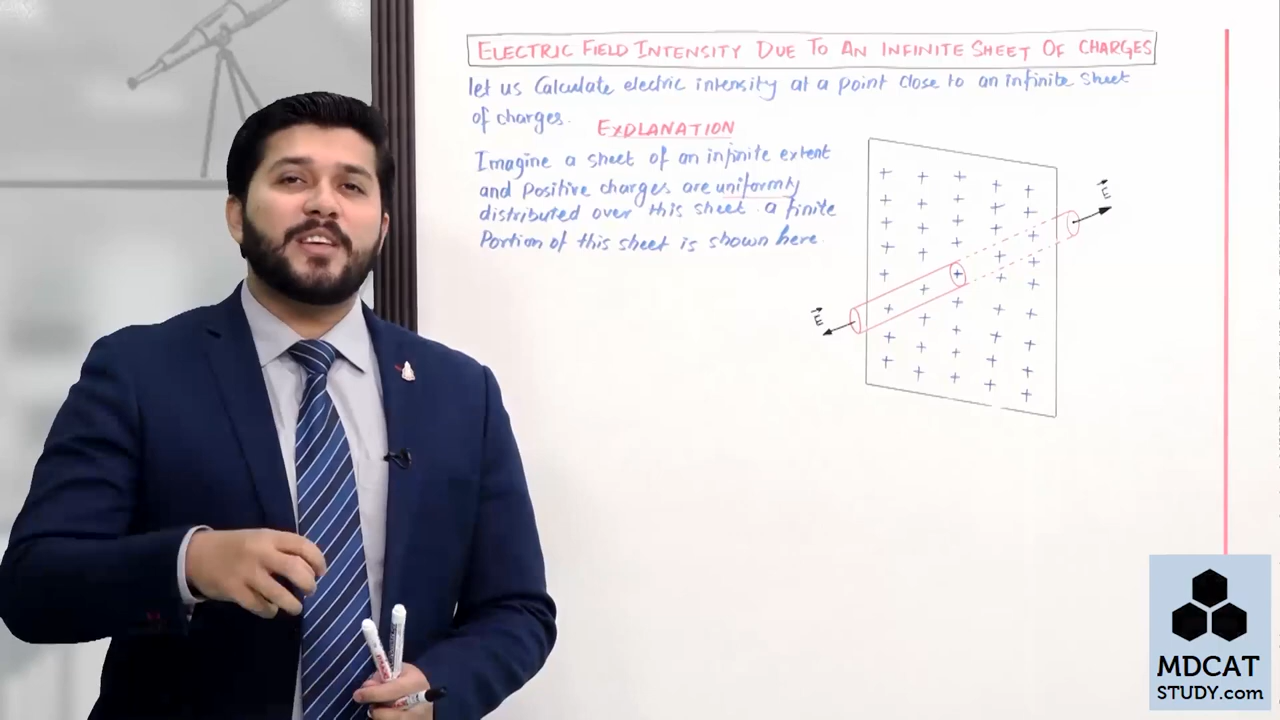 ELECTRIC FIELD INTENSITY DUE TO AN INFINITE SHEET OF CHARGES
let us Calculate electric intensity at a point close to an infinite sheet
of charges.
EXDLANATION
Imagine a sheet of an infinite extent
and Positive charges are uniformly
distributed over this sheet. a finite
Portion of this sheet is shown here.
E
E
MDCAT
STUDY.com